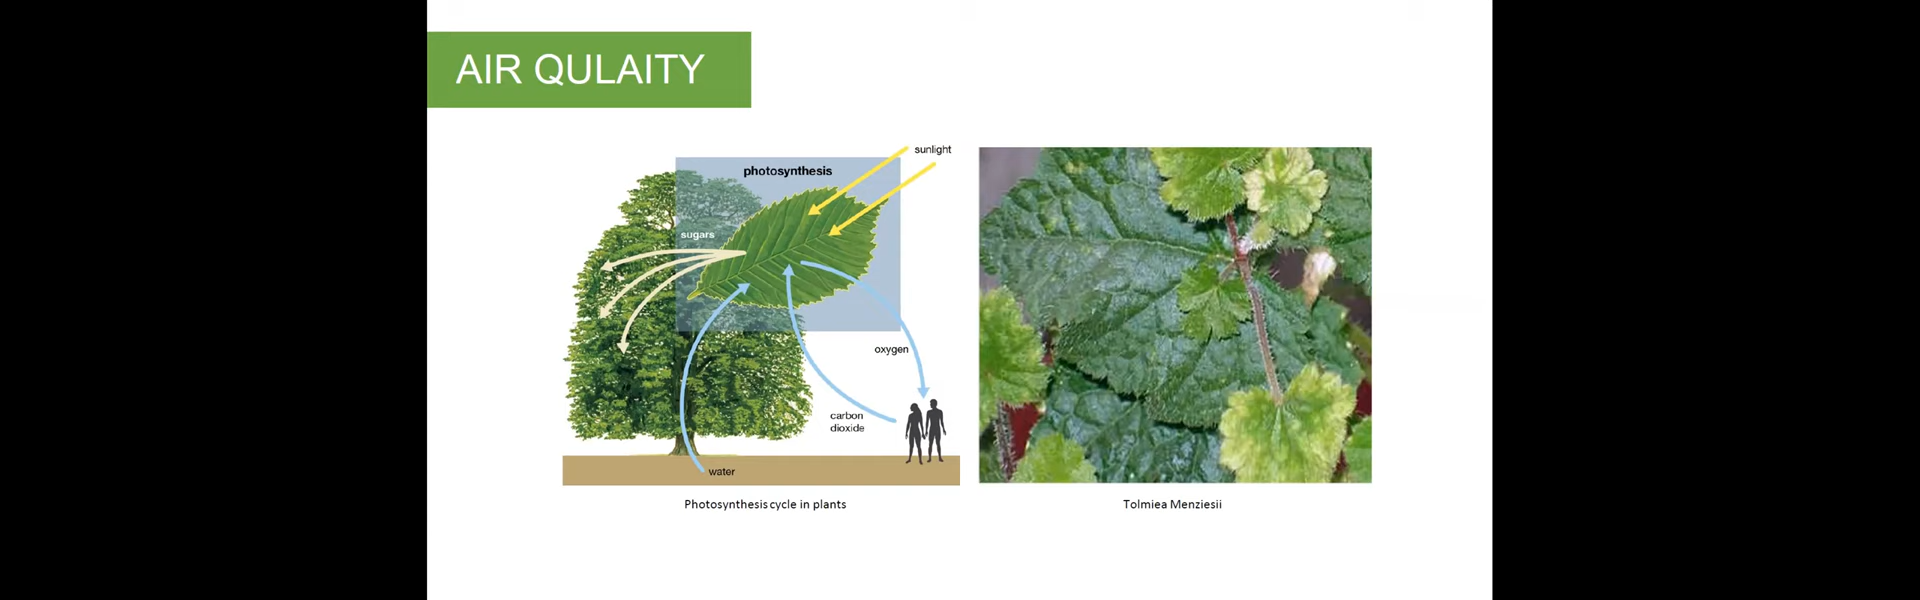 AIR QULAITY
sunlight
photosynthesis
sugars
oxygen
carbon
dioxide
water
Photosynthesis cycle in plants
Tolmiea Menziesii